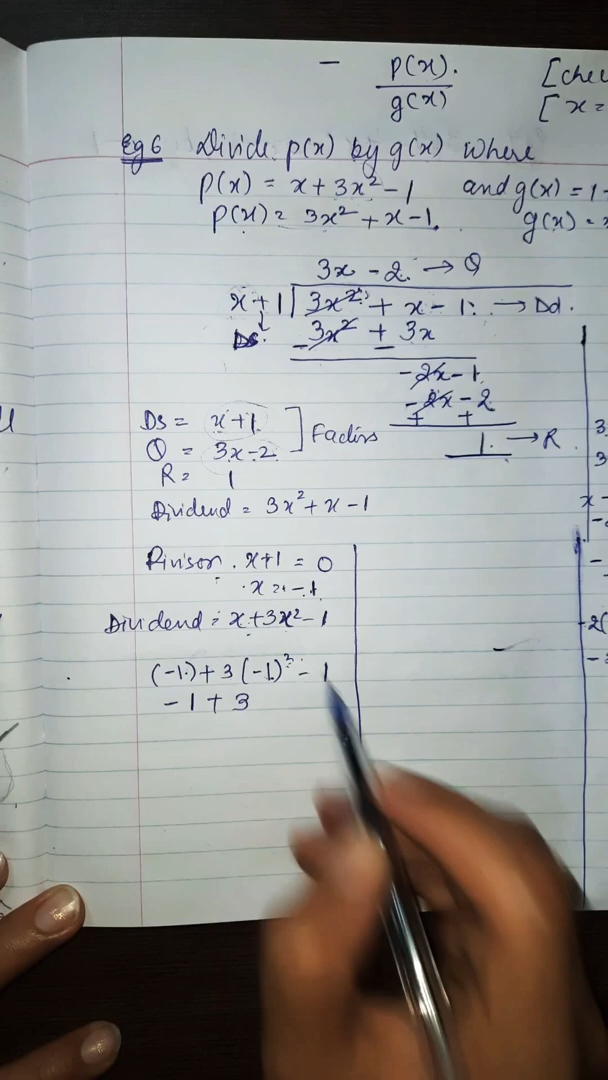 - p(x).
g(x)
[chec
[ x =
Eg 6 Divide p(x) by g(x) where
p(x) = x + 3x² - 1 and g(x) = 1 -
p(x) = 3x² + x - 1. g(x) =
3x - 2. → Q
x + 1 ) 3x² + x - 1. → Dd.
Ds.
- 3x² + 3x
-
- 2x - 1
- 2x - 2
+ +
1. → R
Ds = x + 1 ] Factors
Q = 3x - 2
R = 1
Dividend = 3x² + x - 1
Divisor. x + 1 = 0
x = - 1
Dividend = x + 3x² - 1
(-1) + 3 (-1)² - 1
- 1 + 3